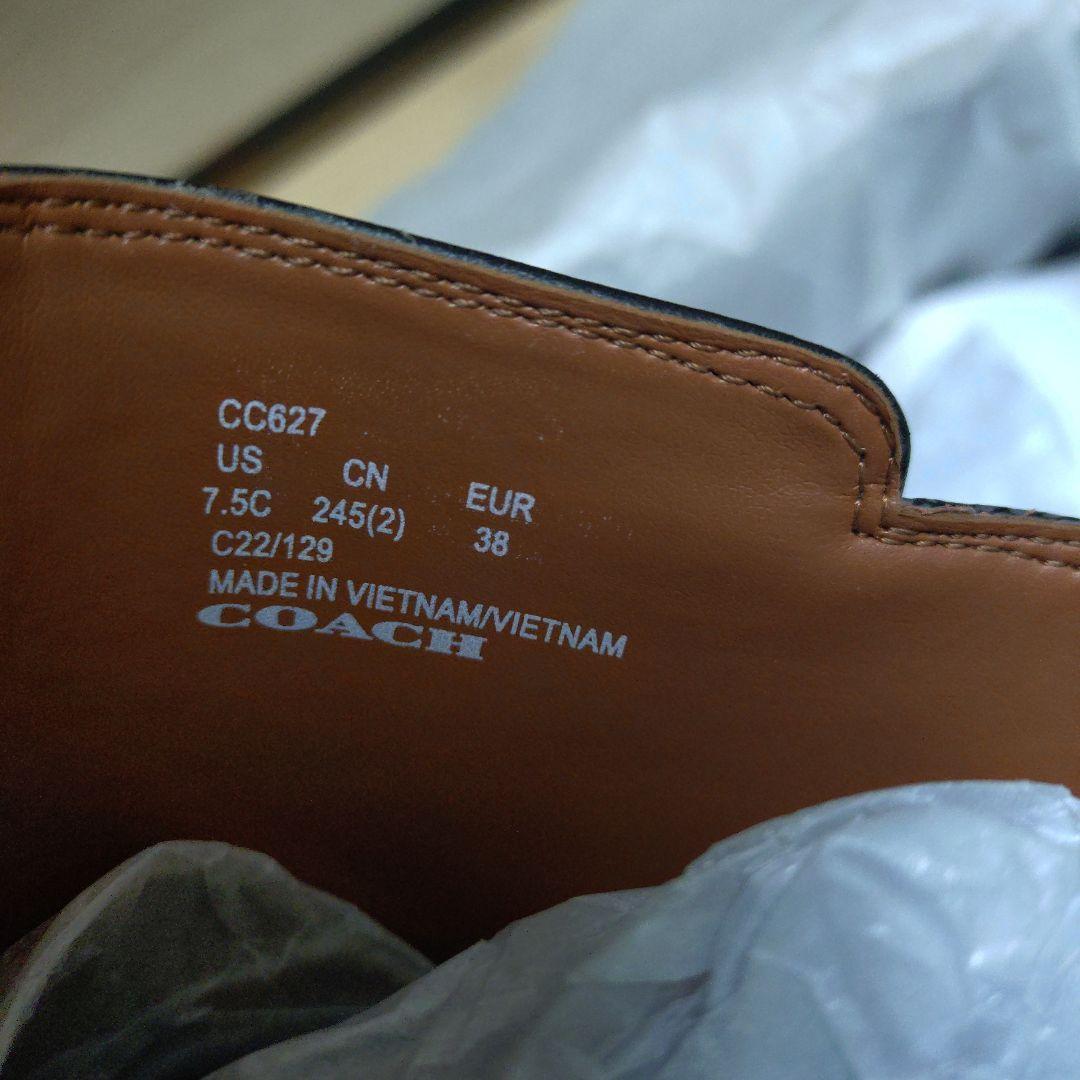 CC627
US CN EUR
7.5C 245(2) 38
C22/129
MADE IN VIETNAM/VIETNAM
COACH